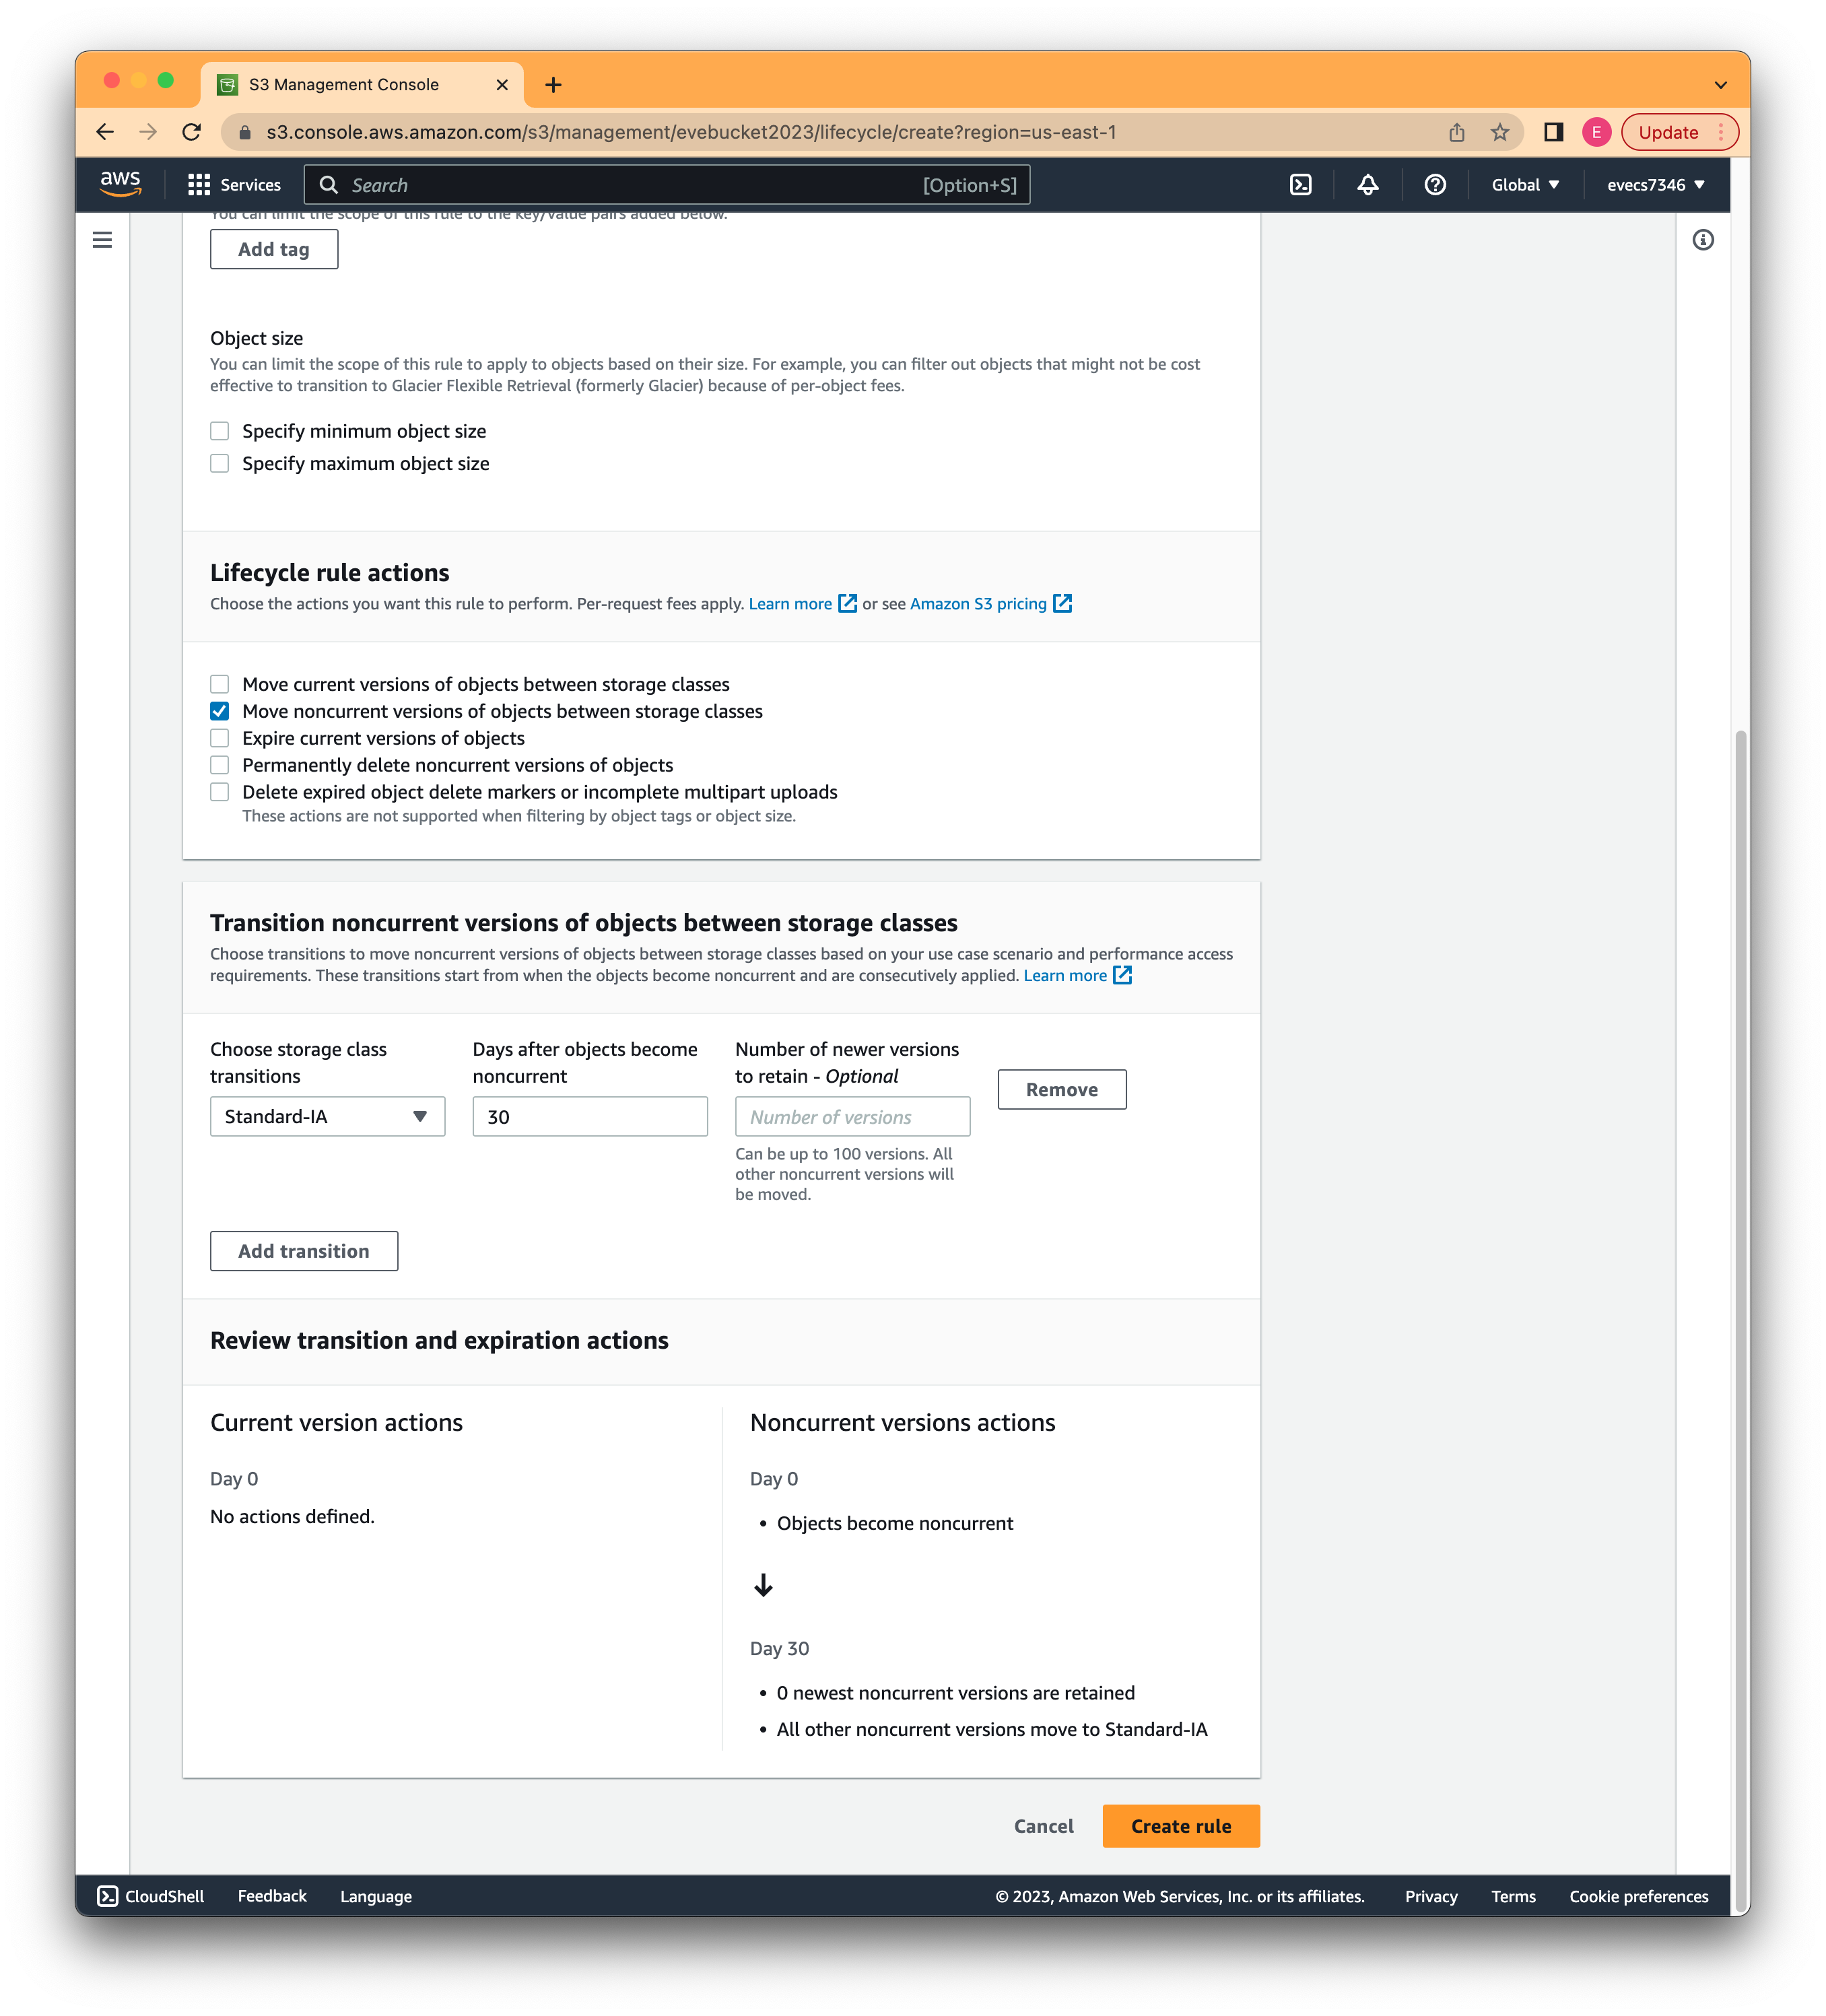 S3 Management Console
s3.console.aws.amazon.com/s3/management/evebucket2023/lifecycle/create?region=us-east-1
E
Update
aws
Services
Search
[Option+S]
Global
evecs7346
You can limit the scope of this rule to the key/value pairs added below.
Add tag
Object size
You can limit the scope of this rule to apply to objects based on their size. For example, you can filter out objects that might not be cost
effective to transition to Glacier Flexible Retrieval (formerly Glacier) because of per-object fees.
Specify minimum object size
Specify maximum object size
Lifecycle rule actions
Choose the actions you want this rule to perform. Per-request fees apply. Learn more or see Amazon S3 pricing
Move current versions of objects between storage classes
Move noncurrent versions of objects between storage classes
Expire current versions of objects
Permanently delete noncurrent versions of objects
Delete expired object delete markers or incomplete multipart uploads
These actions are not supported when filtering by object tags or object size.
Transition noncurrent versions of objects between storage classes
Choose transitions to move noncurrent versions of objects between storage classes based on your use case scenario and performance access
requirements. These transitions start from when the objects become noncurrent and are consecutively applied. Learn more
Choose storage class
transitions
Standard-IA
Days after objects become
noncurrent
30
Number of newer versions
to retain - Optional
Number of versions
Can be up to 100 versions. All
other noncurrent versions will
be moved.
Remove
Add transition
Review transition and expiration actions
Current version actions
Day 0
No actions defined.
Noncurrent versions actions
Day 0
• Objects become noncurrent
Day 30
• 0 newest noncurrent versions are retained
• All other noncurrent versions move to Standard-IA
Cancel
Create rule
CloudShell
Feedback
Language
© 2023, Amazon Web Services, Inc. or its affiliates.
Privacy
Terms
Cookie preferences